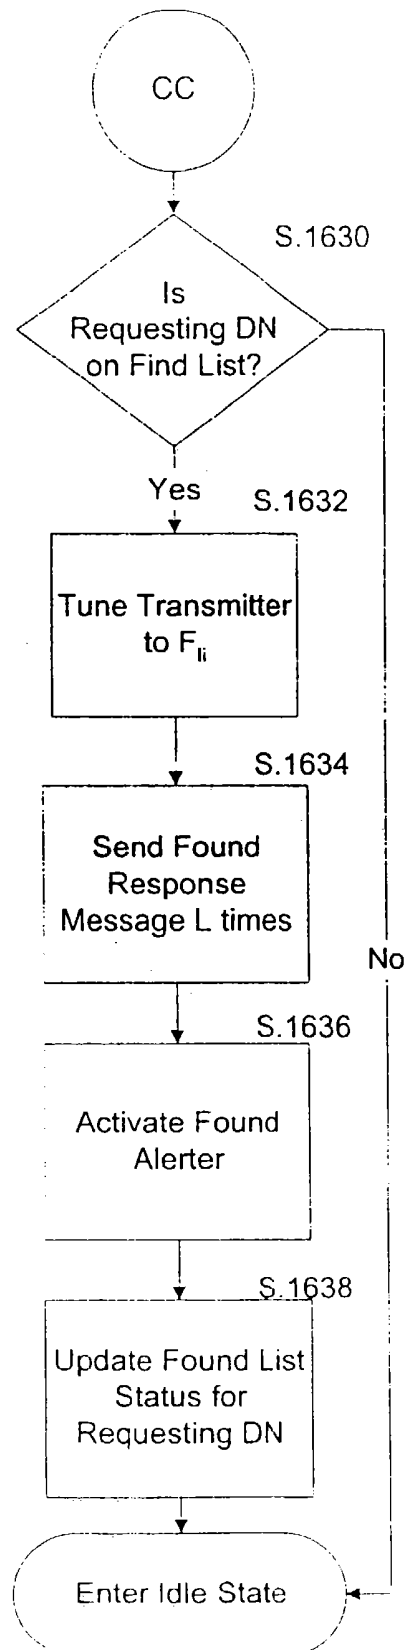 CC
S.1630
Is
Requesting DN
on Find List?
Yes
S.1632
Tune Transmitter
to F_li
S.1634
Send Found
Response
Message L times
No
S.1636
Activate Found
Alerter
S.1638
Update Found List
Status for
Requesting DN
Enter Idle State